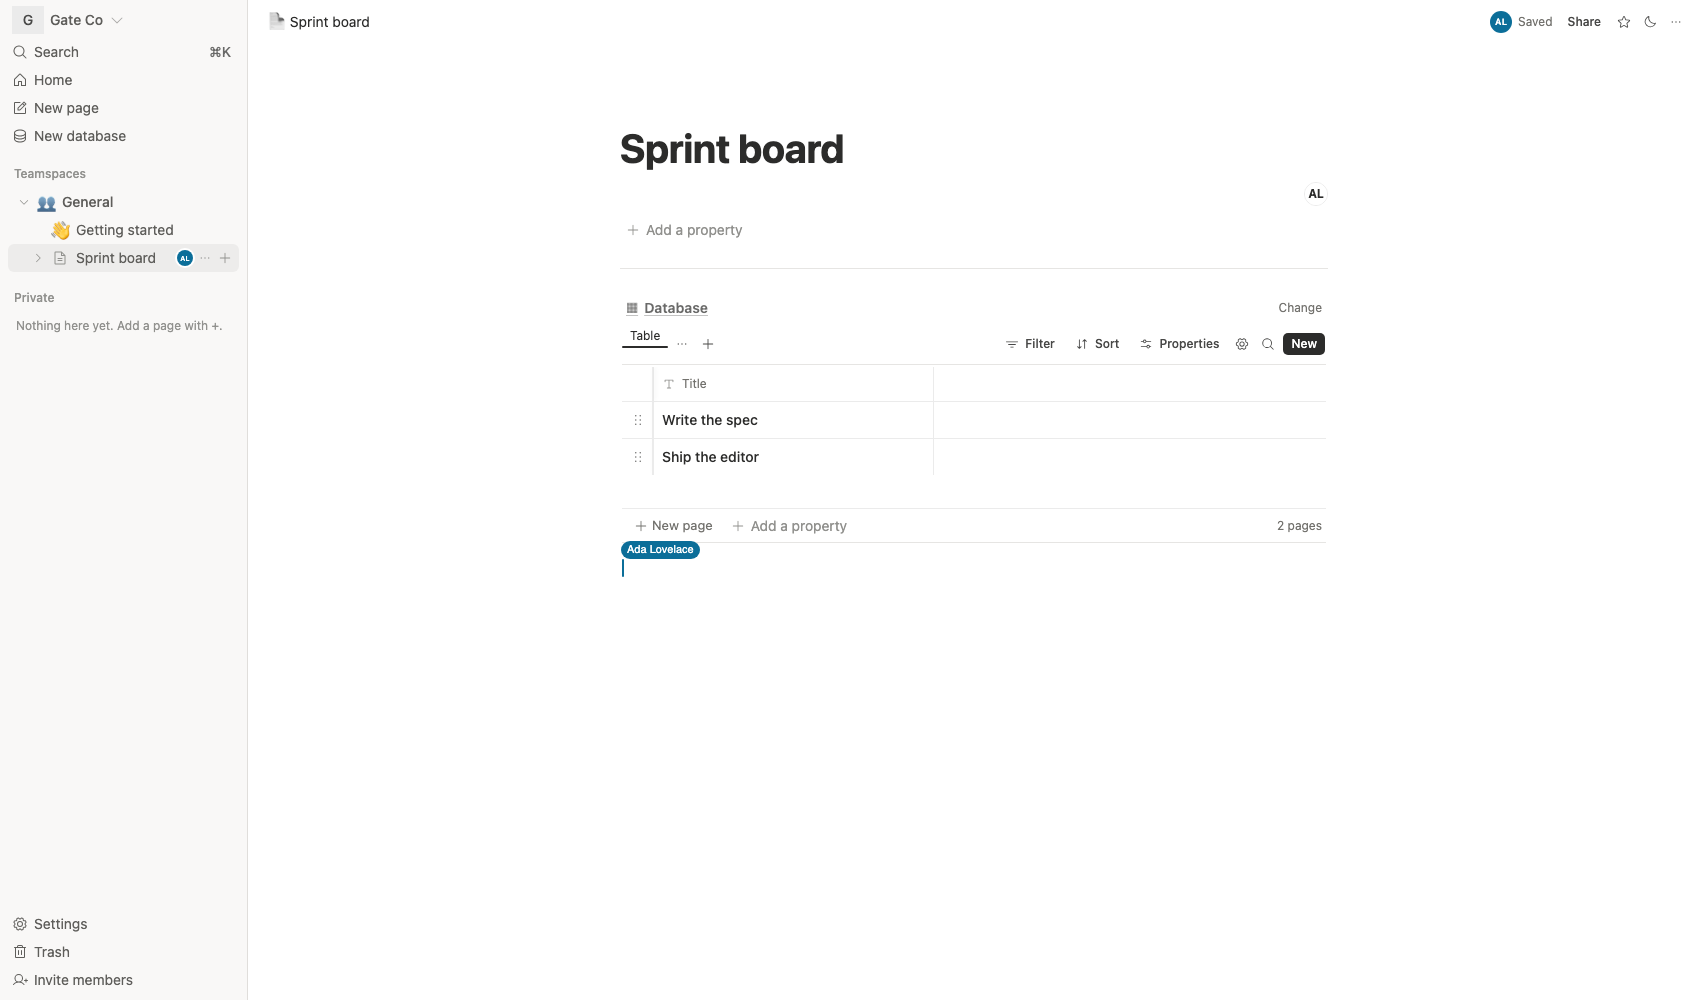 G Gate Co
Search ⌘K
Home
New page
New database
Teamspaces
General
Getting started
Sprint board AL
Private
Nothing here yet. Add a page with +.
Settings
Trash
Invite members
Sprint board
AL Saved Share
Sprint board
AL
Add a property
Database Change
Table
Filter Sort Properties New
Title
Write the spec
Ship the editor
New page Add a property 2 pages
Ada Lovelace